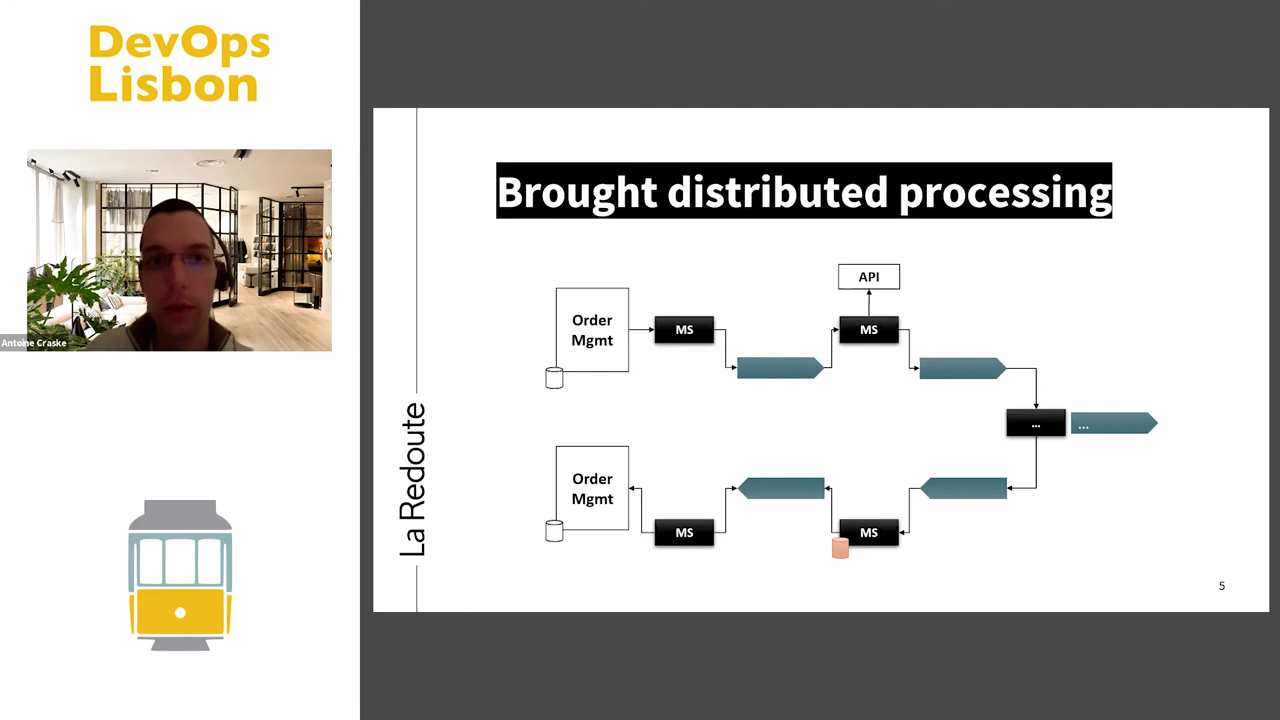 DevOps
Lisbon
Antoine Craske
La Redoute
Brought distributed processing
API
Order
Mgmt
MS
MS
...
...
Order
Mgmt
MS
MS
5